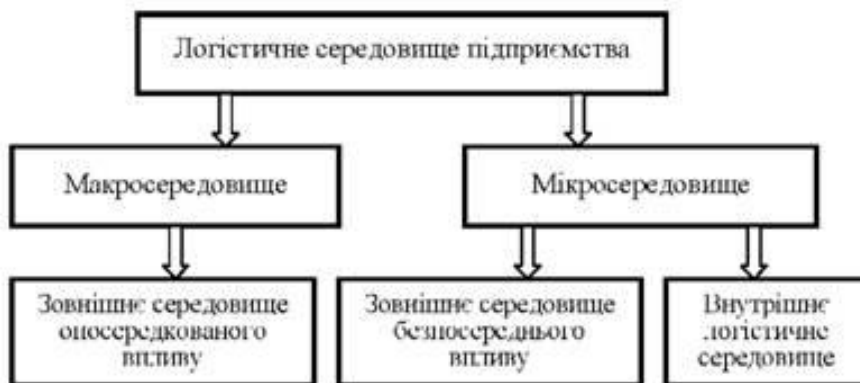 Логістичне середовище підприємства
Макросередовище
Мікросередовище
Зовнішнє середовище
опосередкованого
впливу
Зовнішнє середовище
безпосереднього
впливу
Внутрішнє
логістичне
середовище